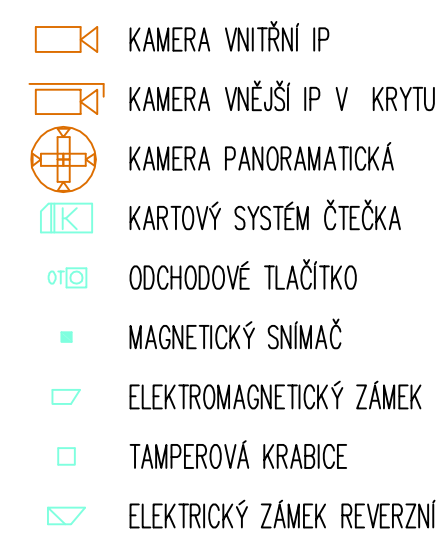 KAMERA VNITŘNÍ IP
KAMERA VNĚJŠÍ IP V KRYTU
KAMERA PANORAMATICKÁ
K KARTOVÝ SYSTÉM ČTEČKA
OT ODCHODOVÉ TLAČÍTKO
MAGNETICKÝ SNÍMAČ
ELEKTROMAGNETICKÝ ZÁMEK
TAMPEROVÁ KRABICE
ELEKTRICKÝ ZÁMEK REVERZNÍ